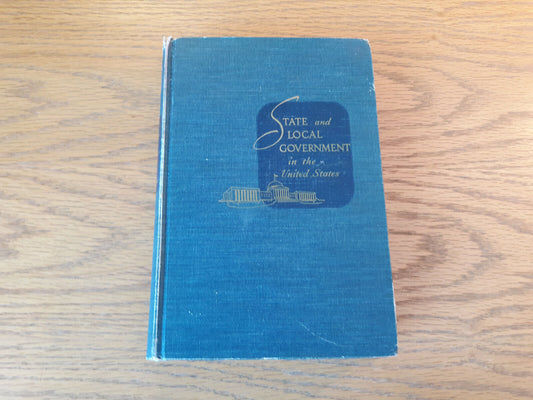 STATE and
LOCAL
GOVERNMENT
in the
United States